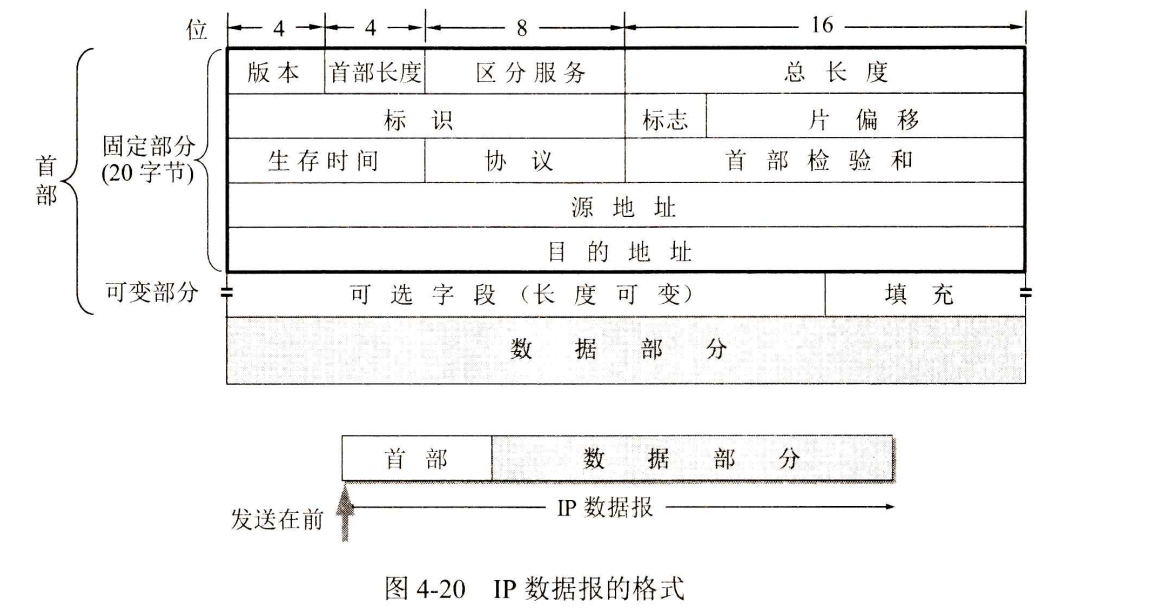 位 4 4 8 16
版本 首部长度 区分服务 总长度
标识 标志 片偏移
固定部分
(20 字节)
首部
生存时间 协议 首部检验和
源地址
目的地址
可变部分 可选字段(长度可变) 填充
数据部分
首部 数据部分
发送在前 IP 数据报
图 4-20 IP 数据报的格式